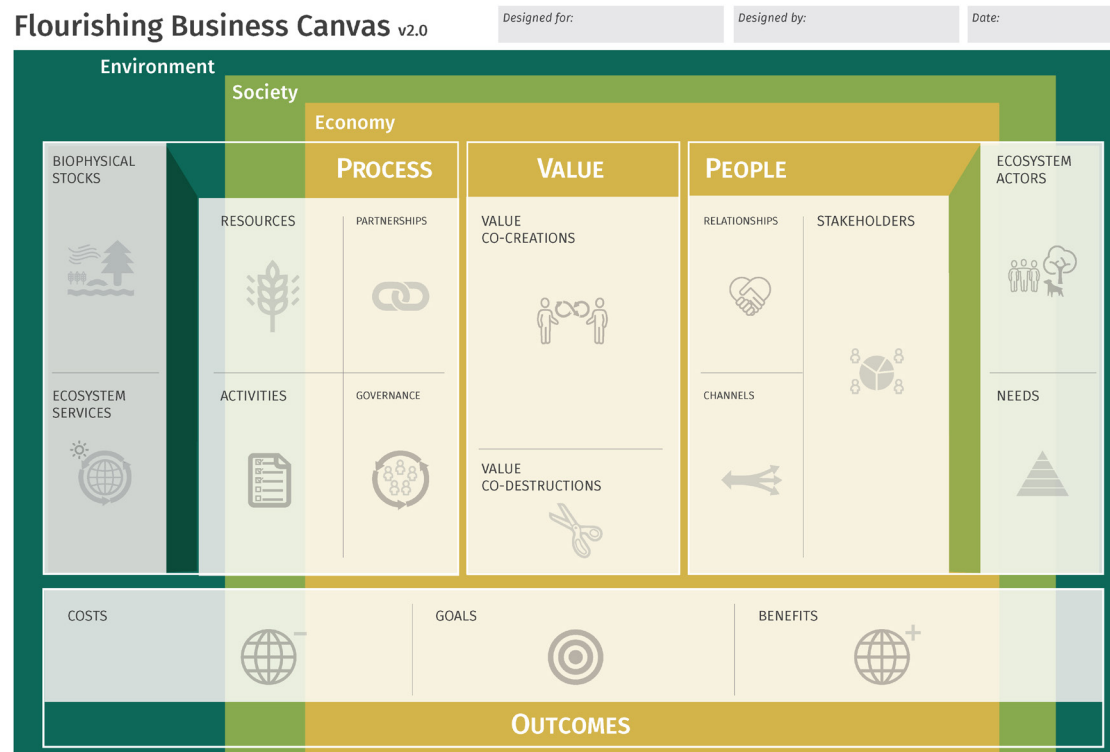 Flourishing Business Canvas v2.0
Designed for:
Designed by:
Date:
Environment
Society
Economy
BIOPHYSICAL
STOCKS
PROCESS
VALUE
PEOPLE
ECOSYSTEM
ACTORS
RESOURCES
PARTNERSHIPS
VALUE
CO-CREATIONS
RELATIONSHIPS
STAKEHOLDERS
ECOSYSTEM
SERVICES
ACTIVITIES
GOVERNANCE
CHANNELS
NEEDS
VALUE
CO-DESTRUCTIONS
COSTS
GOALS
BENEFITS
OUTCOMES